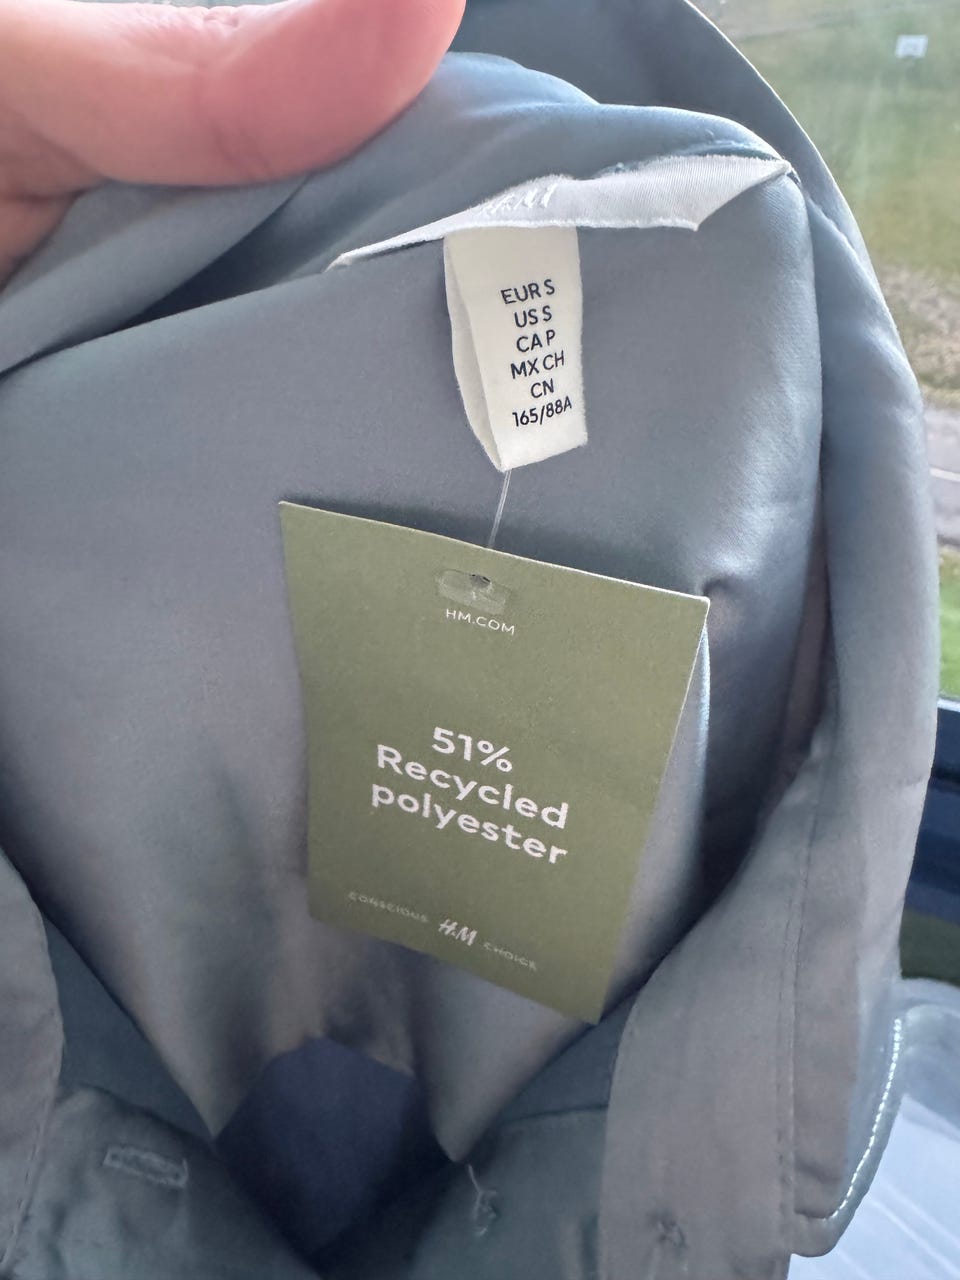 H&M
EUR S
US S
CA P
MX CH
CN
165/88A
HM.COM
51%
Recycled
polyester
CONSCIOUS H&M CHOICE